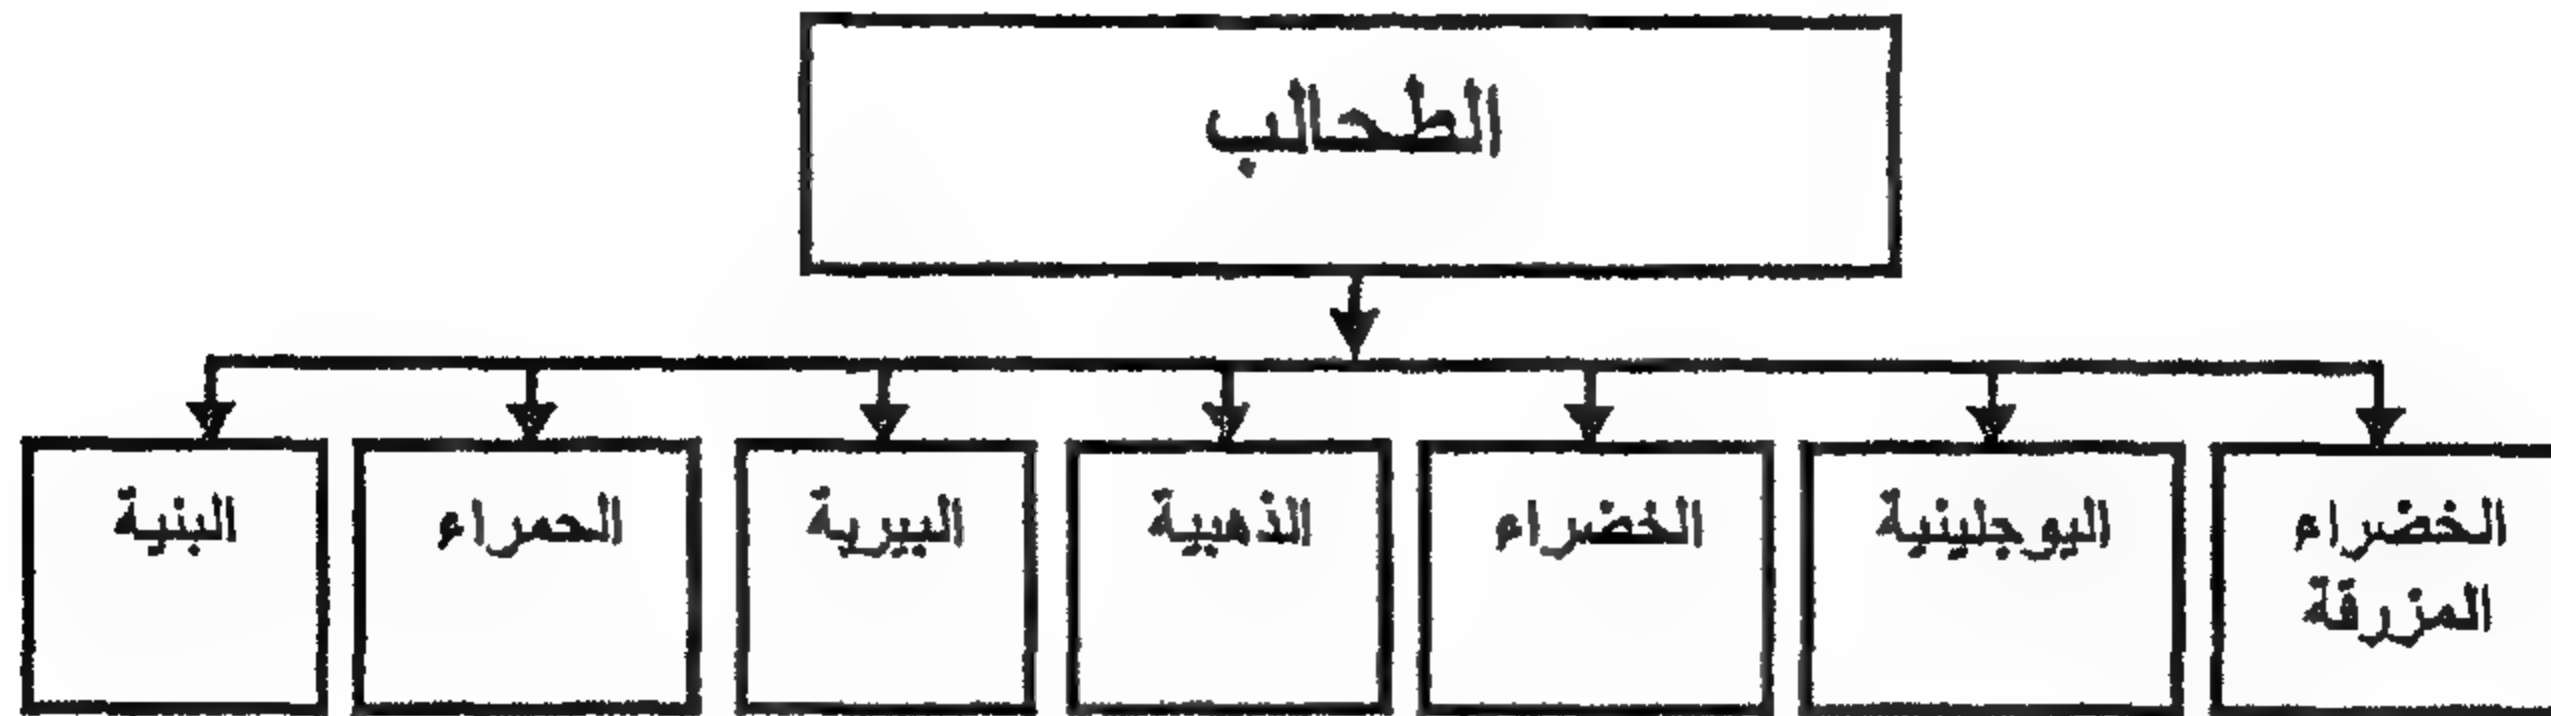 الطحالب
الخضراء
المزرقة
اليوجلينية
الخضراء
الذهبية
البيرية
الحمراء
البنية